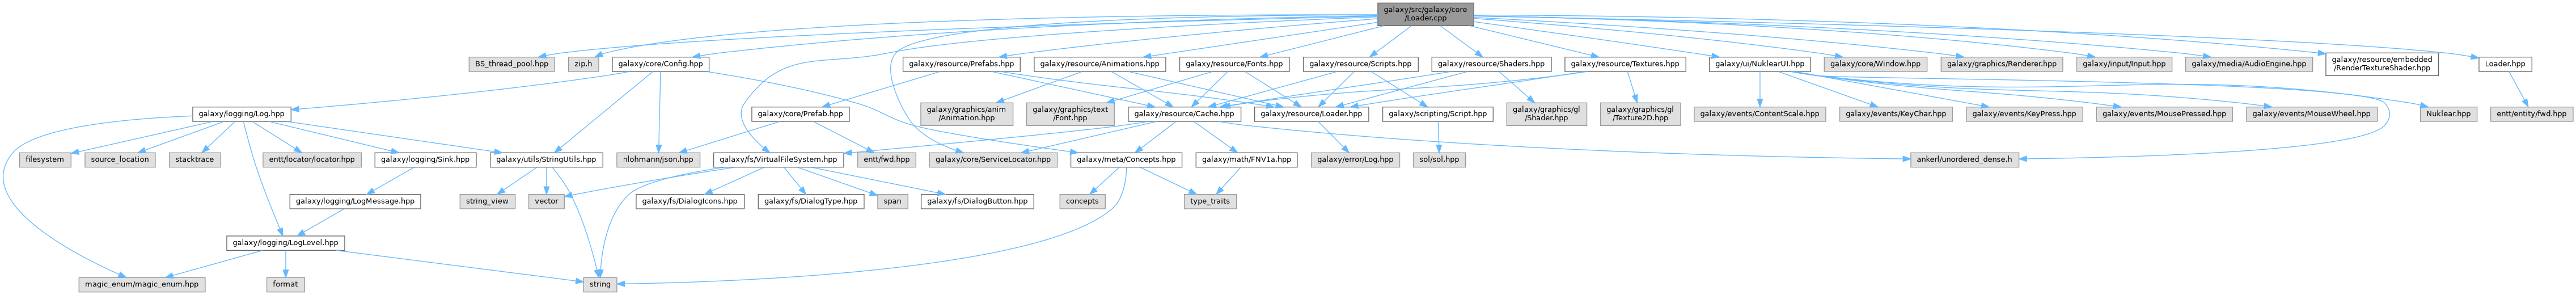 galaxy/src/galaxy/core
/Loader.cpp
BS_thread_pool.hpp
zip.h
galaxy/core/Config.hpp
galaxy/resource/Prefabs.hpp
galaxy/resource/Animations.hpp
galaxy/resource/Fonts.hpp
galaxy/resource/Scripts.hpp
galaxy/resource/Shaders.hpp
galaxy/resource/Textures.hpp
galaxy/ui/NuklearUI.hpp
galaxy/core/Window.hpp
galaxy/graphics/Renderer.hpp
galaxy/input/Input.hpp
galaxy/media/AudioEngine.hpp
galaxy/resource/embedded
/RenderTextureShader.hpp
Loader.hpp
galaxy/logging/Log.hpp
galaxy/core/Prefab.hpp
galaxy/graphics/anim
/Animation.hpp
galaxy/graphics/text
/Font.hpp
galaxy/resource/Cache.hpp
galaxy/resource/Loader.hpp
galaxy/scripting/Script.hpp
galaxy/graphics/gl
/Shader.hpp
galaxy/graphics/gl
/Texture2D.hpp
galaxy/events/ContentScale.hpp
galaxy/events/KeyChar.hpp
galaxy/events/KeyPress.hpp
galaxy/events/MousePressed.hpp
galaxy/events/MouseWheel.hpp
Nuklear.hpp
entt/entity/fwd.hpp
filesystem
source_location
stacktrace
entt/locator/locator.hpp
galaxy/logging/Sink.hpp
galaxy/utils/StringUtils.hpp
nlohmann/json.hpp
galaxy/fs/VirtualFileSystem.hpp
entt/fwd.hpp
galaxy/core/ServiceLocator.hpp
galaxy/meta/Concepts.hpp
galaxy/math/FNV1a.hpp
galaxy/error/Log.hpp
sol/sol.hpp
ankerl/unordered_dense.h
galaxy/logging/LogMessage.hpp
string_view
vector
galaxy/fs/DialogIcons.hpp
galaxy/fs/DialogType.hpp
span
galaxy/fs/DialogButton.hpp
concepts
type_traits
galaxy/logging/LogLevel.hpp
magic_enum/magic_enum.hpp
format
string